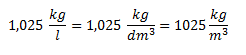 1,025 kg/l = 1,025 kg/dm³ = 1025 kg/m³